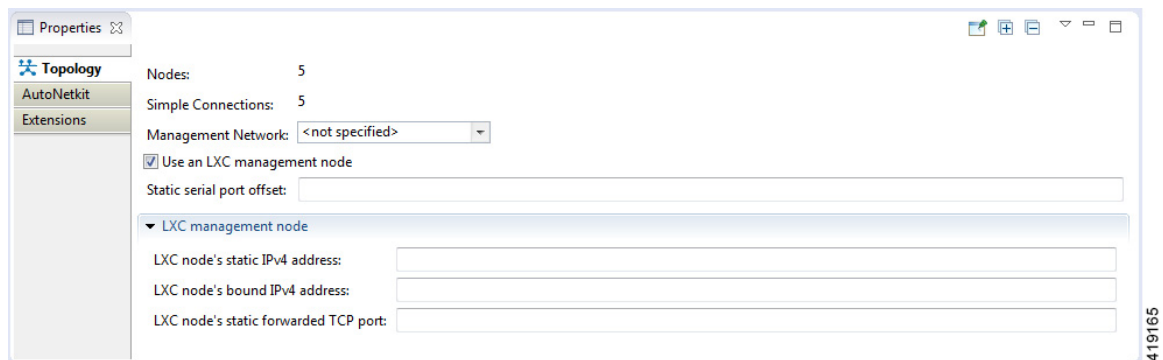 Properties
Topology
AutoNetkit
Extensions
Nodes: 5
Simple Connections: 5
Management Network: <not specified>
Use an LXC management node
Static serial port offset:
LXC management node
LXC node's static IPv4 address:
LXC node's bound IPv4 address:
LXC node's static forwarded TCP port:
419165